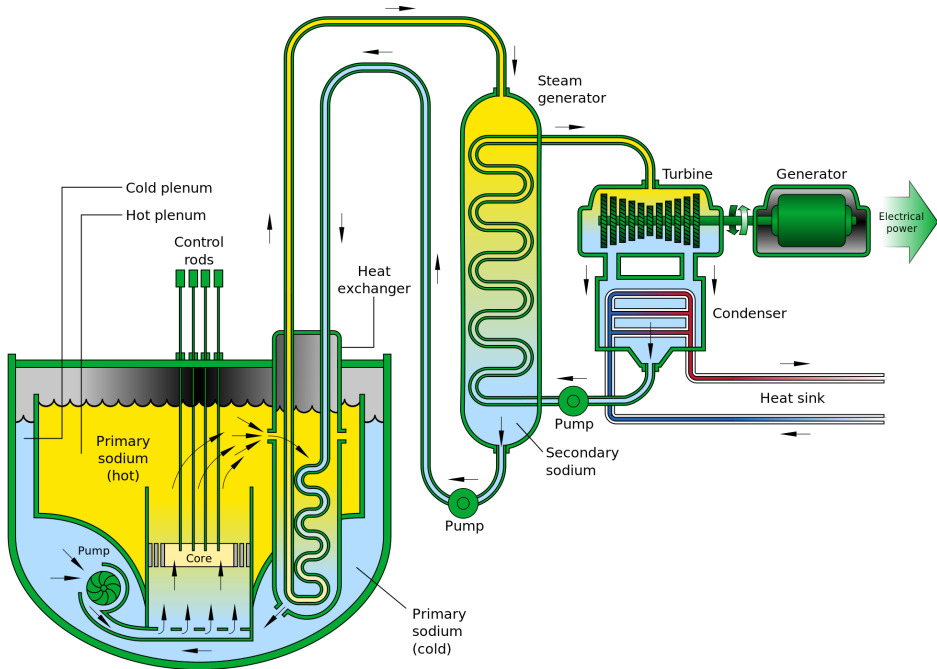 Steam
generator
Turbine
Generator
Electrical
power
Cold plenum
Hot plenum
Control
rods
Heat
exchanger
Condenser
Heat sink
Pump
Secondary
sodium
Pump
Primary
sodium
(hot)
Pump
Core
Primary
sodium
(cold)